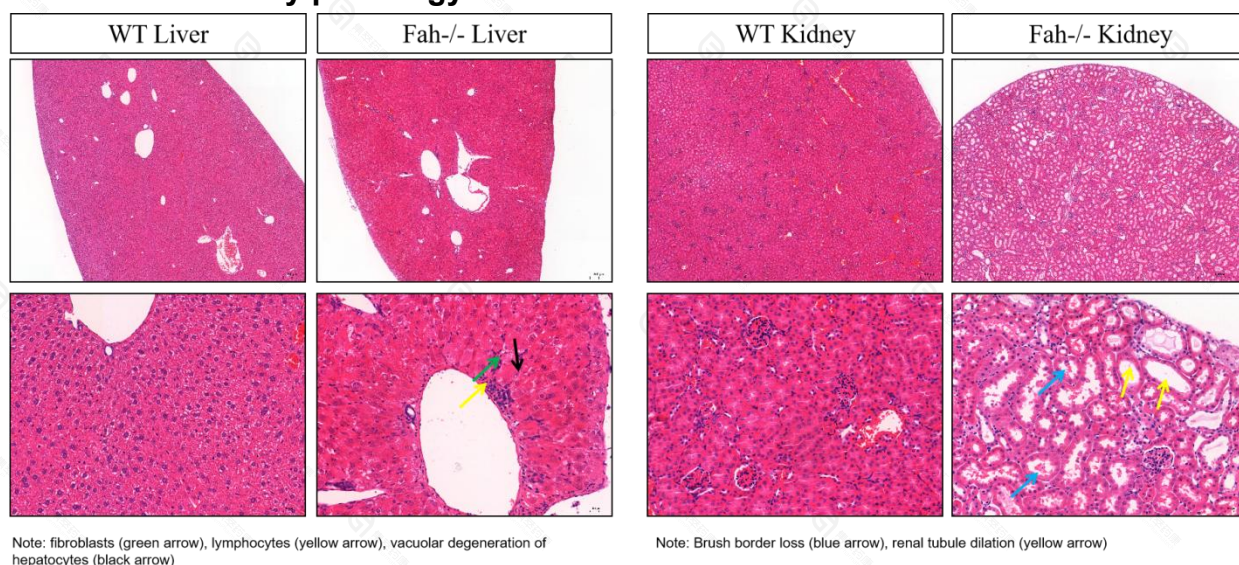 WT Liver
Fah-/- Liver
WT Kidney
Fah-/- Kidney
Note: fibroblasts (green arrow), lymphocytes (yellow arrow), vacuolar degeneration of
hepatocytes (black arrow)
Note: Brush border loss (blue arrow), renal tubule dilation (yellow arrow)